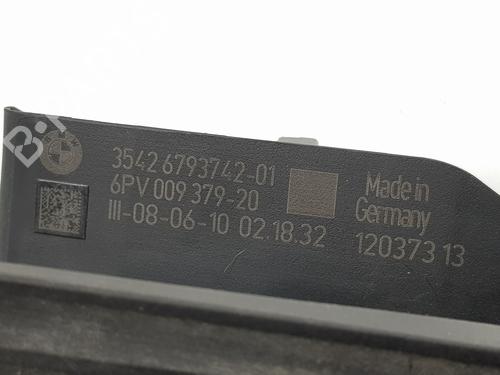 3542 6793742-01
6PV 009 379-20
III-08-06-10 02.18.32
Made in
Germany
120373 13